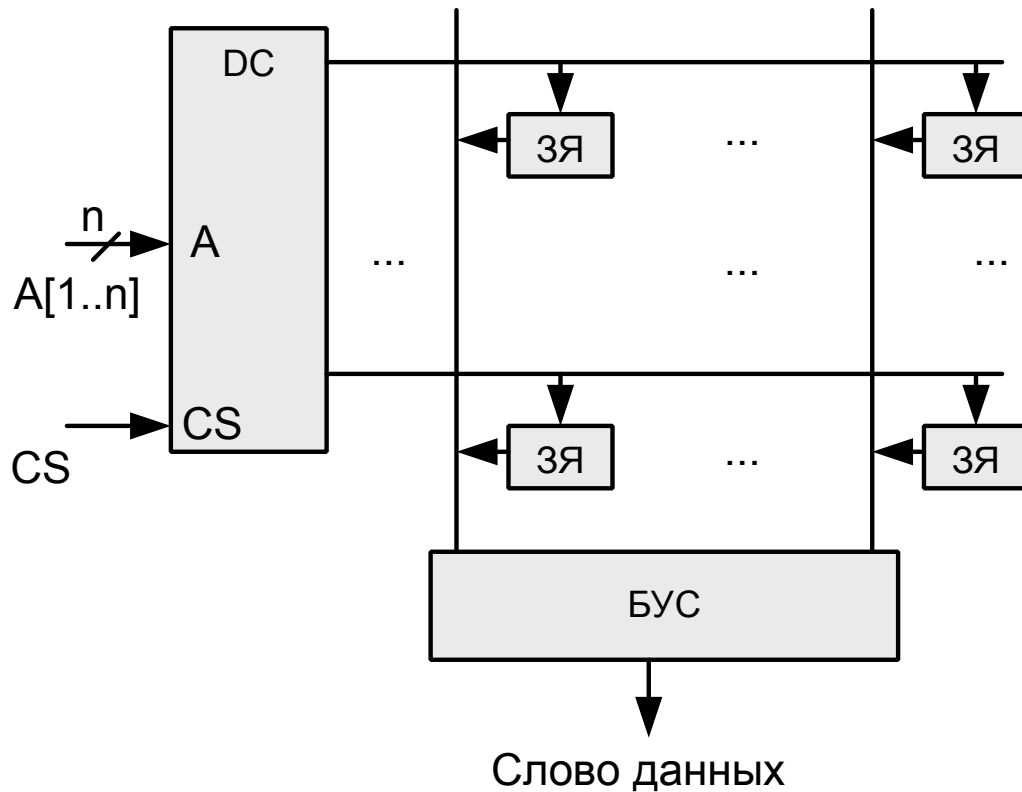 DC
ЗЯ ... ЗЯ
n
A
A[1..n]
... ... ...
CS
CS
ЗЯ ... ЗЯ
БУС
Слово данных